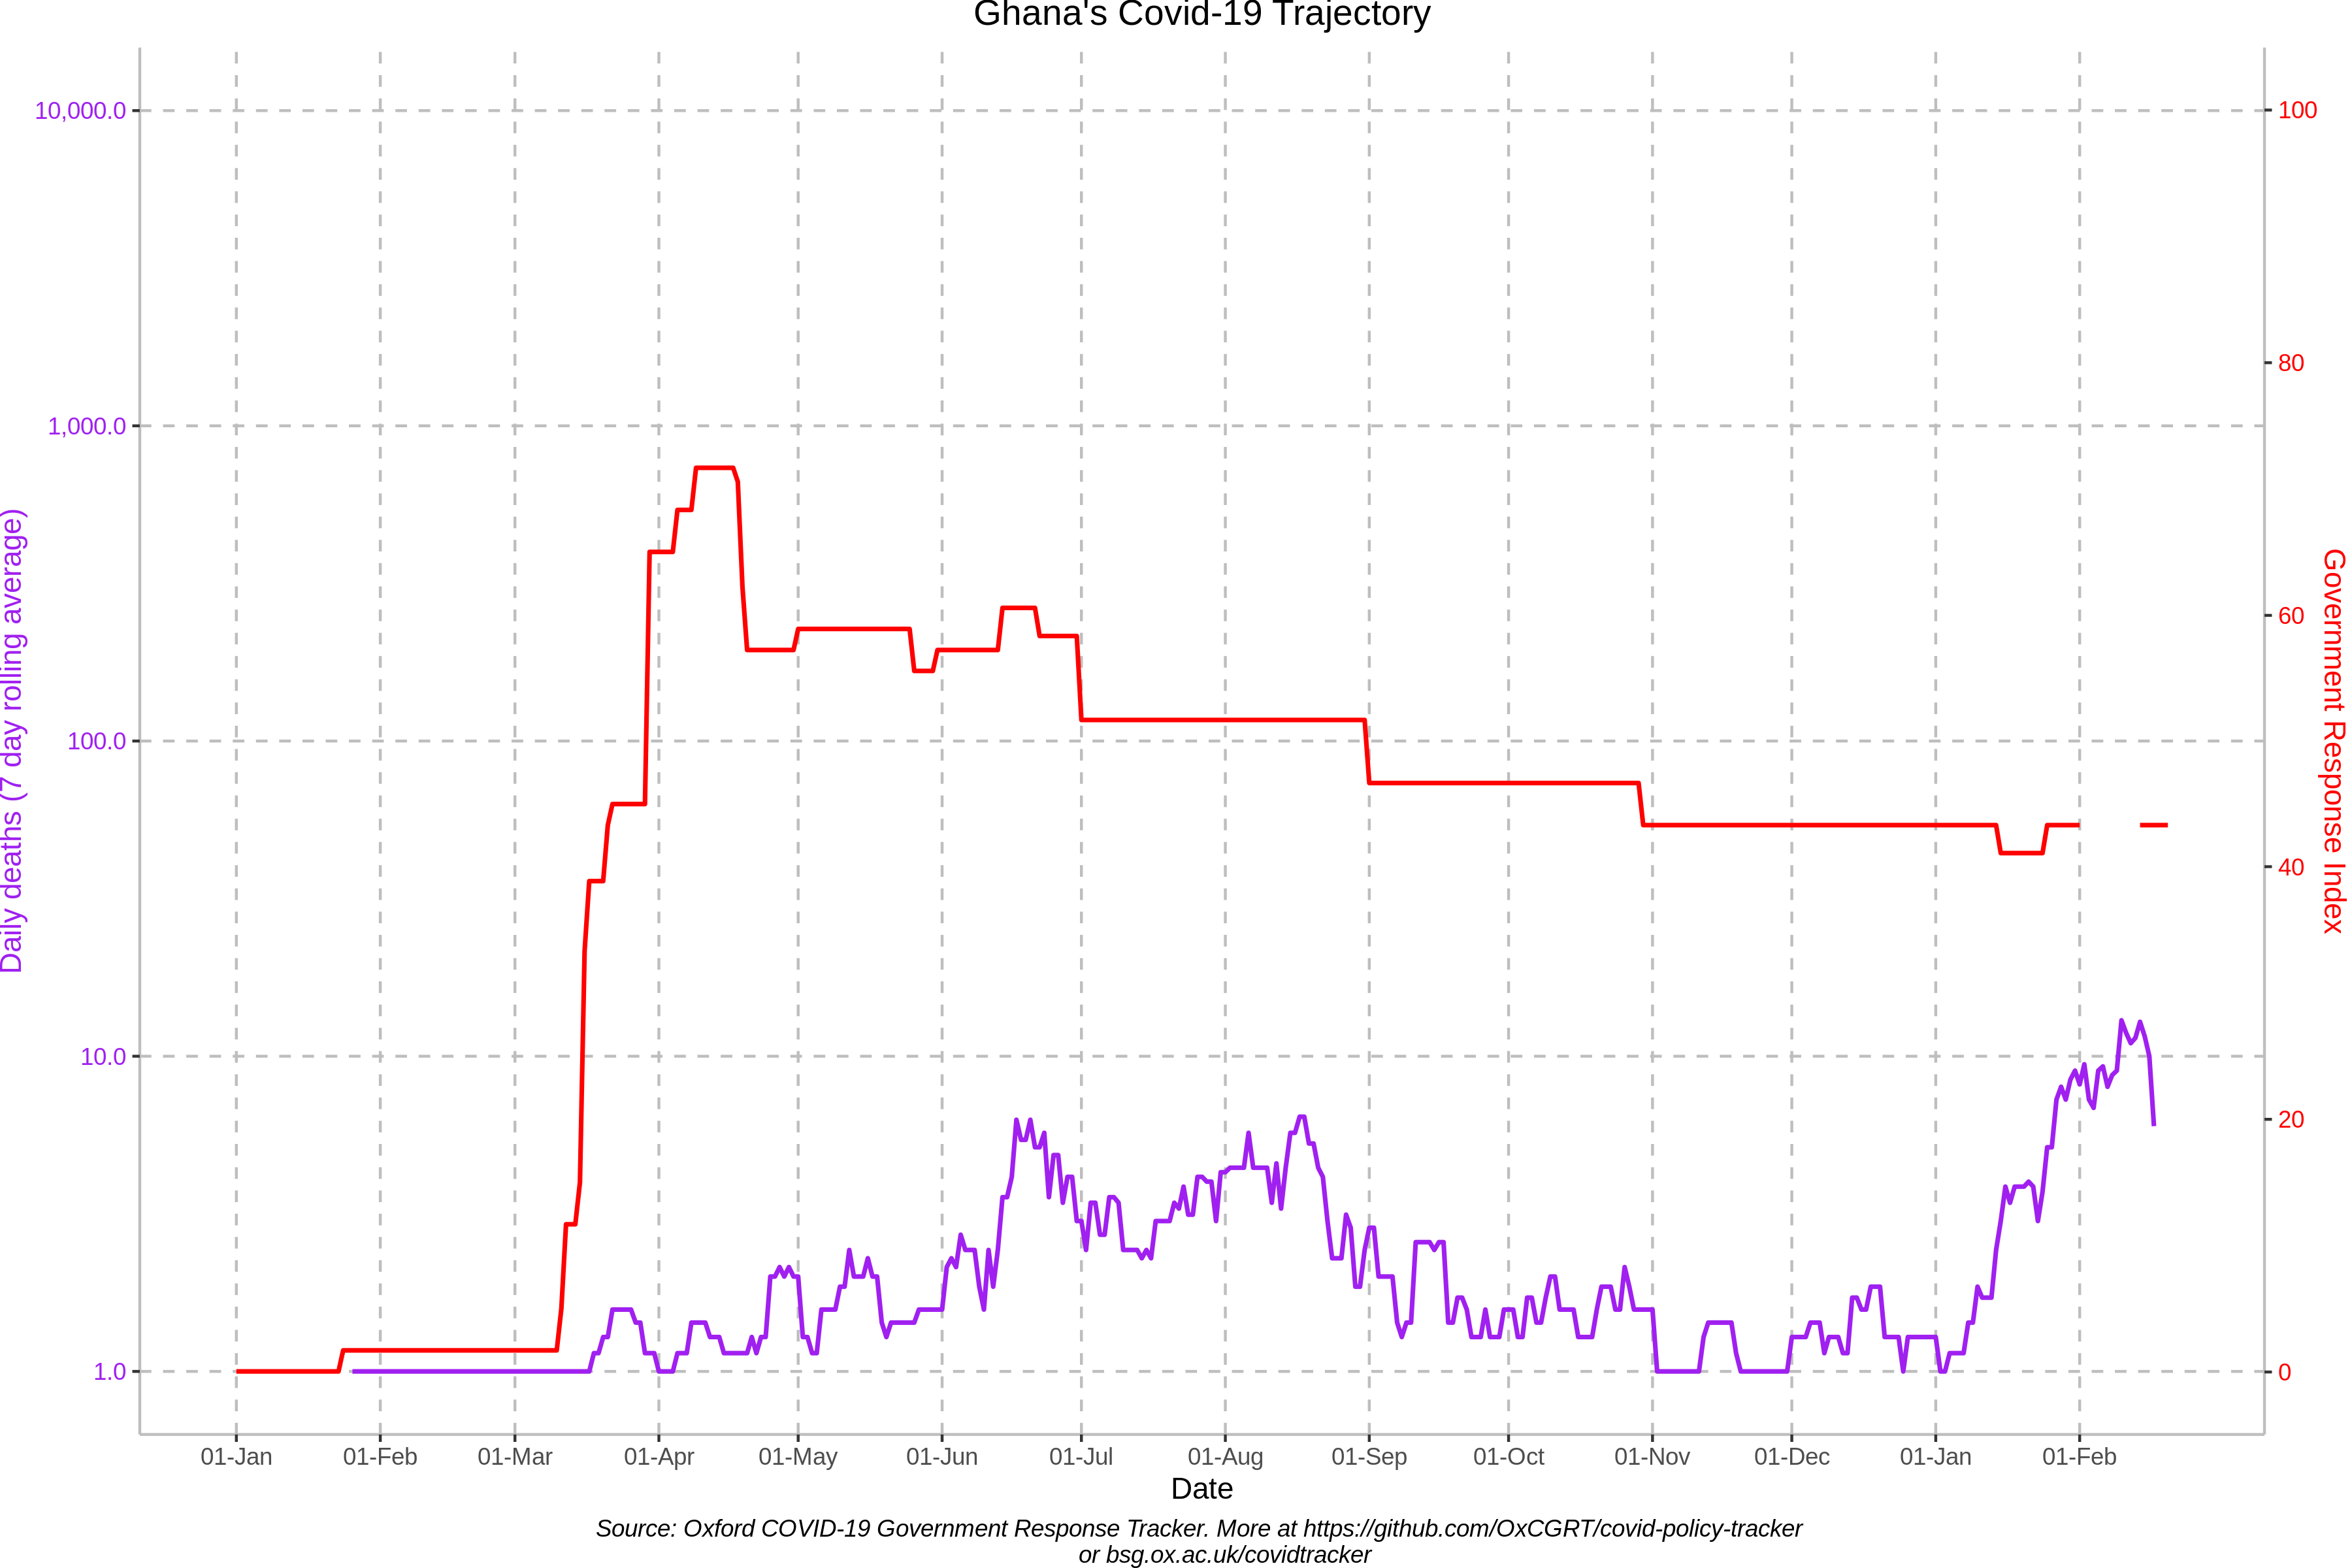 Ghana's Covid-19 Trajectory
10,000.0
1,000.0
100.0
10.0
1.0
Daily deaths (7 day rolling average)
100
80
60
40
20
0
Government Response Index
01-Jan 01-Feb 01-Mar 01-Apr 01-May 01-Jun 01-Jul 01-Aug 01-Sep 01-Oct 01-Nov 01-Dec 01-Jan 01-Feb
Date
Source: Oxford COVID-19 Government Response Tracker. More at https://github.com/OxCGRT/covid-policy-tracker
or bsg.ox.ac.uk/covidtracker